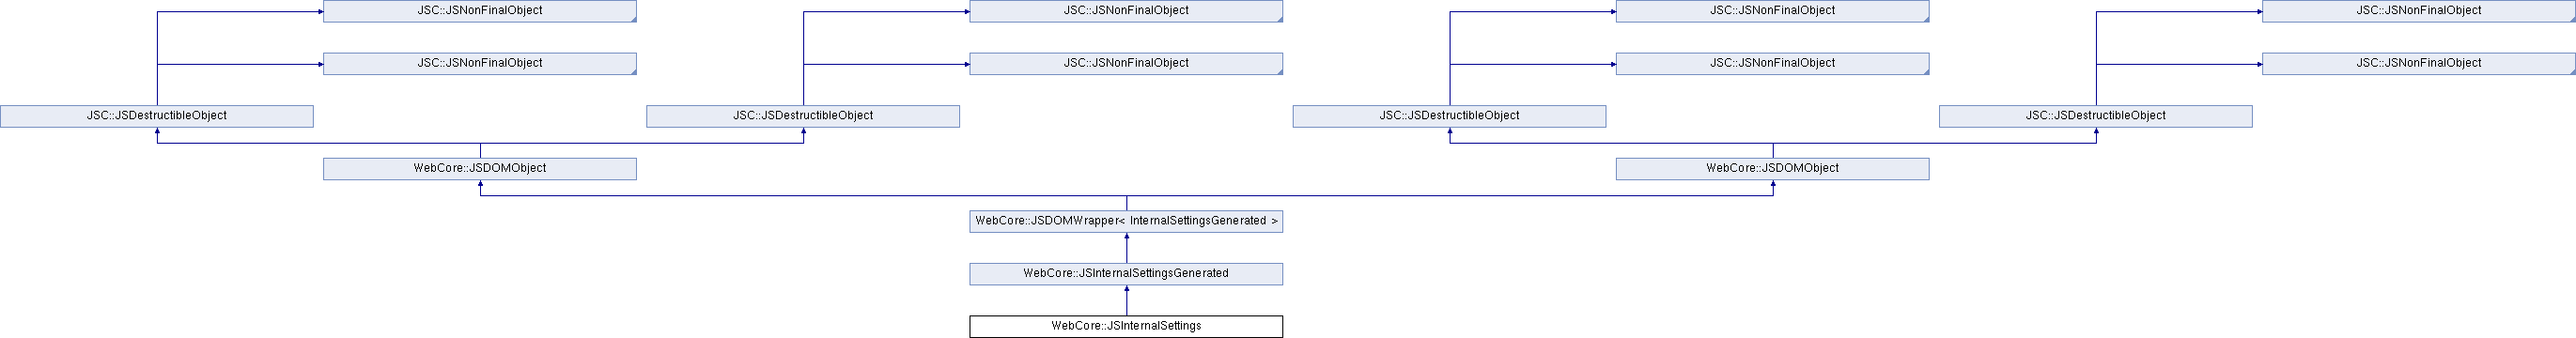 JSC::JSNonFinalObject
JSC::JSNonFinalObject
JSC::JSNonFinalObject
JSC::JSNonFinalObject
JSC::JSNonFinalObject
JSC::JSNonFinalObject
JSC::JSNonFinalObject
JSC::JSNonFinalObject
JSC::JSDestructibleObject
JSC::JSDestructibleObject
JSC::JSDestructibleObject
JSC::JSDestructibleObject
WebCore::JSDOMObject
WebCore::JSDOMObject
WebCore::JSDOMWrapper< InternalSettingsGenerated >
WebCore::JSInternalSettingsGenerated
WebCore::JSInternalSettings